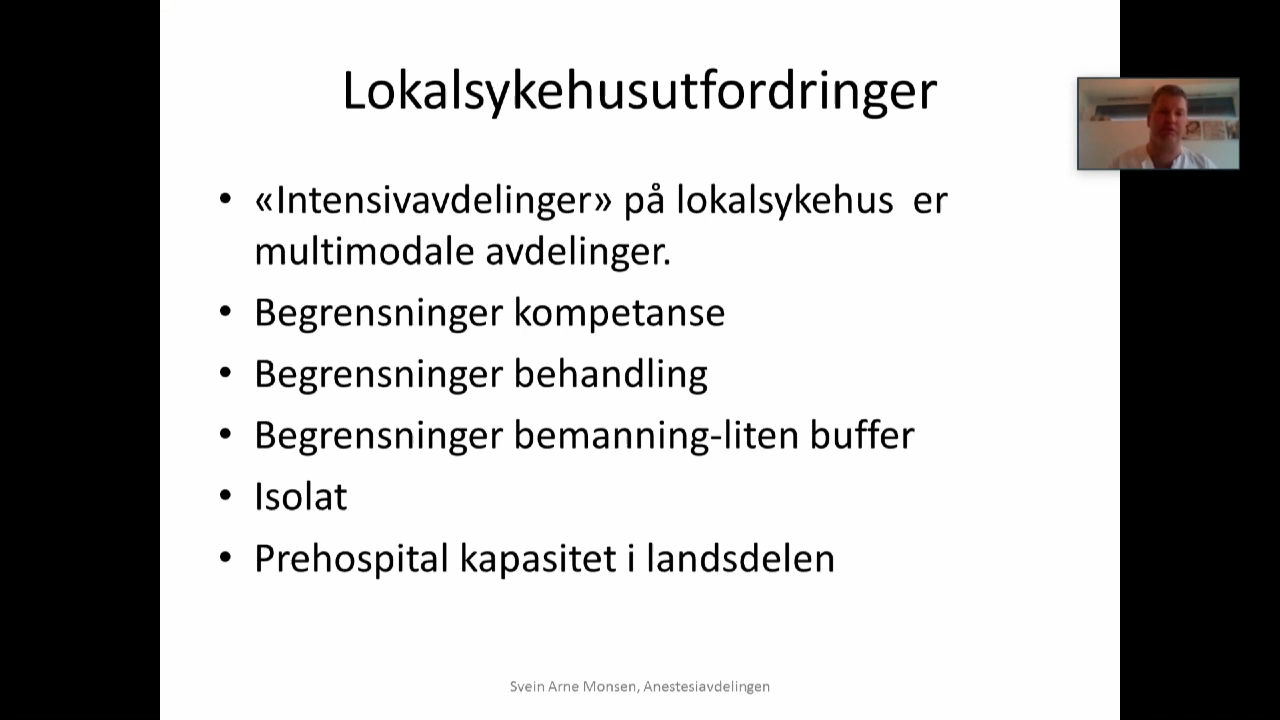 Lokalsykehusutfordringer
• «Intensivavdelinger» på lokalsykehus er
multimodale avdelinger.
• Begrensninger kompetanse
• Begrensninger behandling
• Begrensninger bemanning-liten buffer
• Isolat
• Prehospital kapasitet i landsdelen
Svein Arne Monsen, Anestesiavdelingen